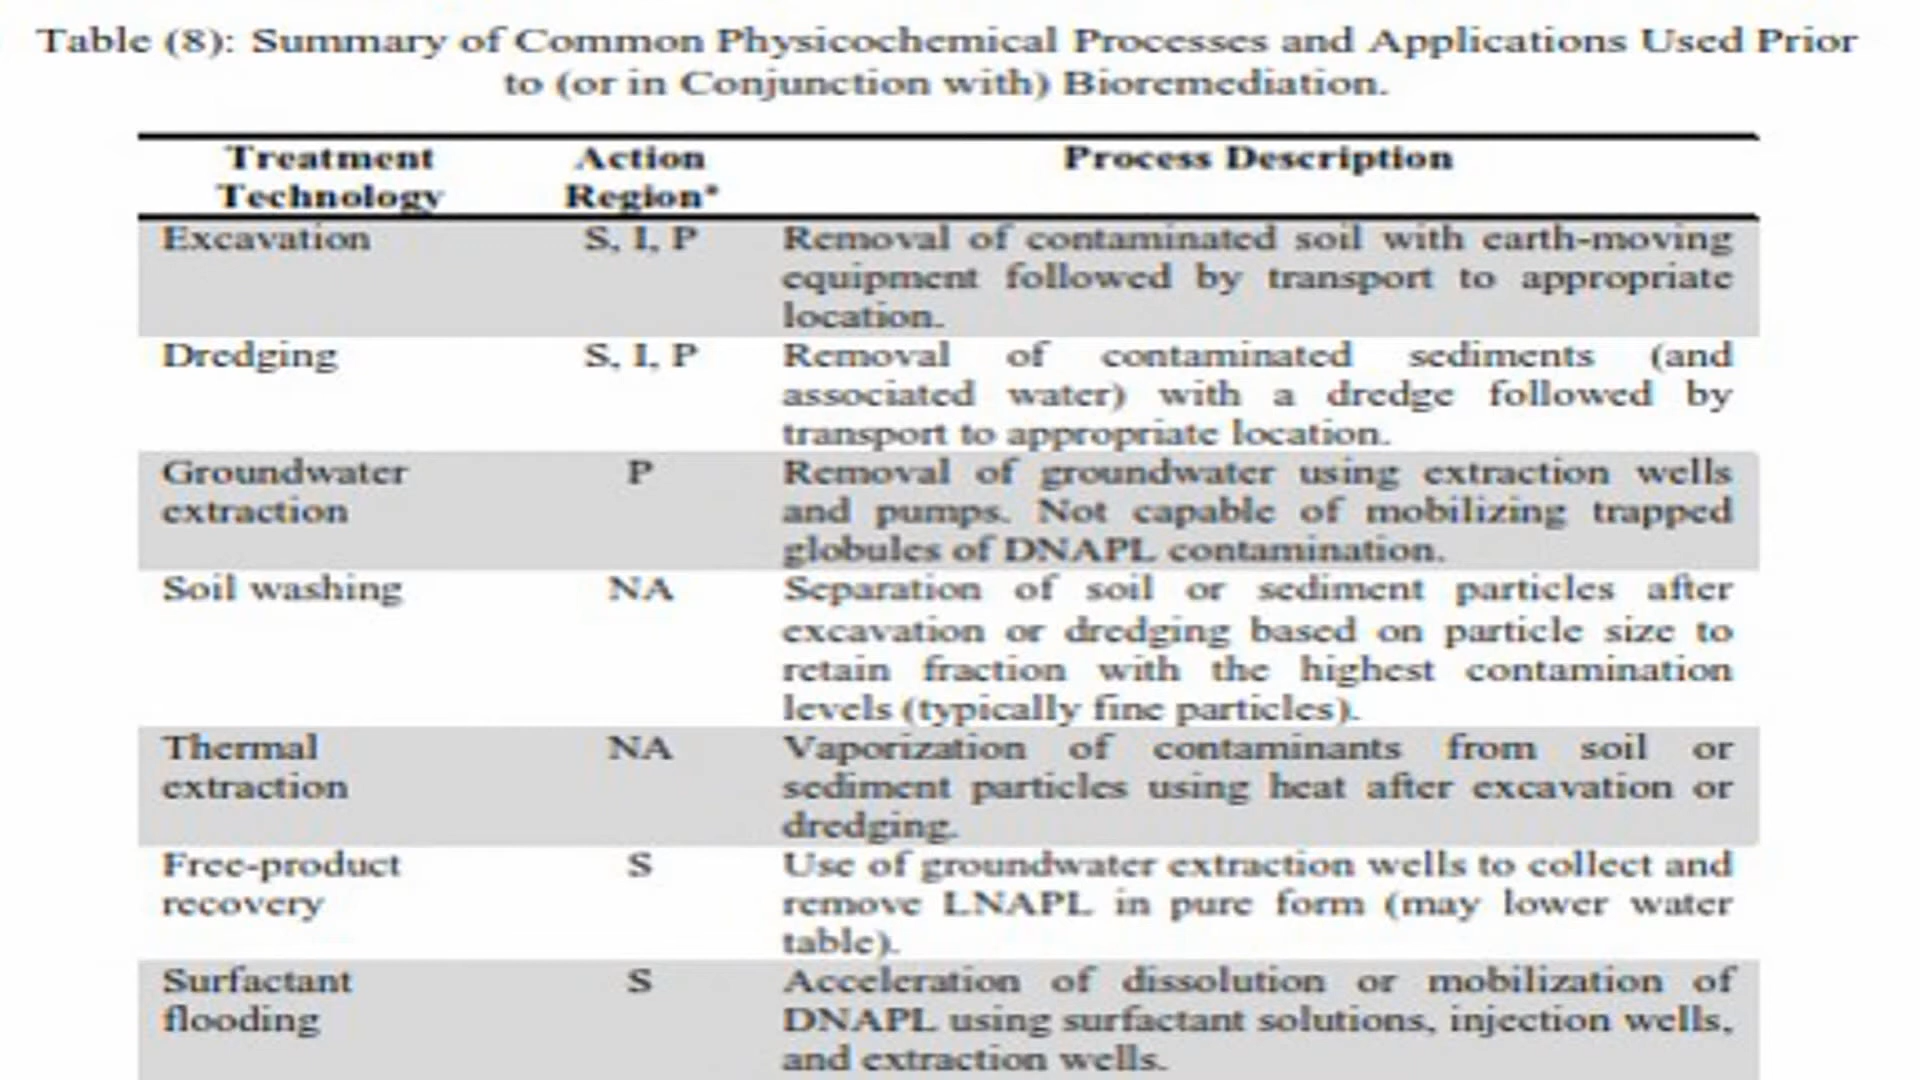 Table (8): Summary of Common Physicochemical Processes and Applications Used Prior
to (or in Conjunction with) Bioremediation.
Treatment Technology
Action Region*
Process Description
Excavation
S, I, P
Removal of contaminated soil with earth-moving
equipment followed by transport to appropriate
location.
Dredging
S, I, P
Removal of contaminated sediments (and
associated water) with a dredge followed by
transport to appropriate location.
Groundwater
extraction
P
Removal of groundwater using extraction wells
and pumps. Not capable of mobilizing trapped
globules of DNAPL contamination.
Soil washing
NA
Separation of soil or sediment particles after
excavation or dredging based on particle size to
retain fraction with the highest contamination
levels (typically fine particles).
Thermal
extraction
NA
Vaporization of contaminants from soil or
sediment particles using heat after excavation or
dredging.
Free-product
recovery
S
Use of groundwater extraction wells to collect and
remove LNAPL in pure form (may lower water
table).
Surfactant
flooding
S
Acceleration of dissolution or mobilization of
DNAPL using surfactant solutions, injection wells,
and extraction wells.